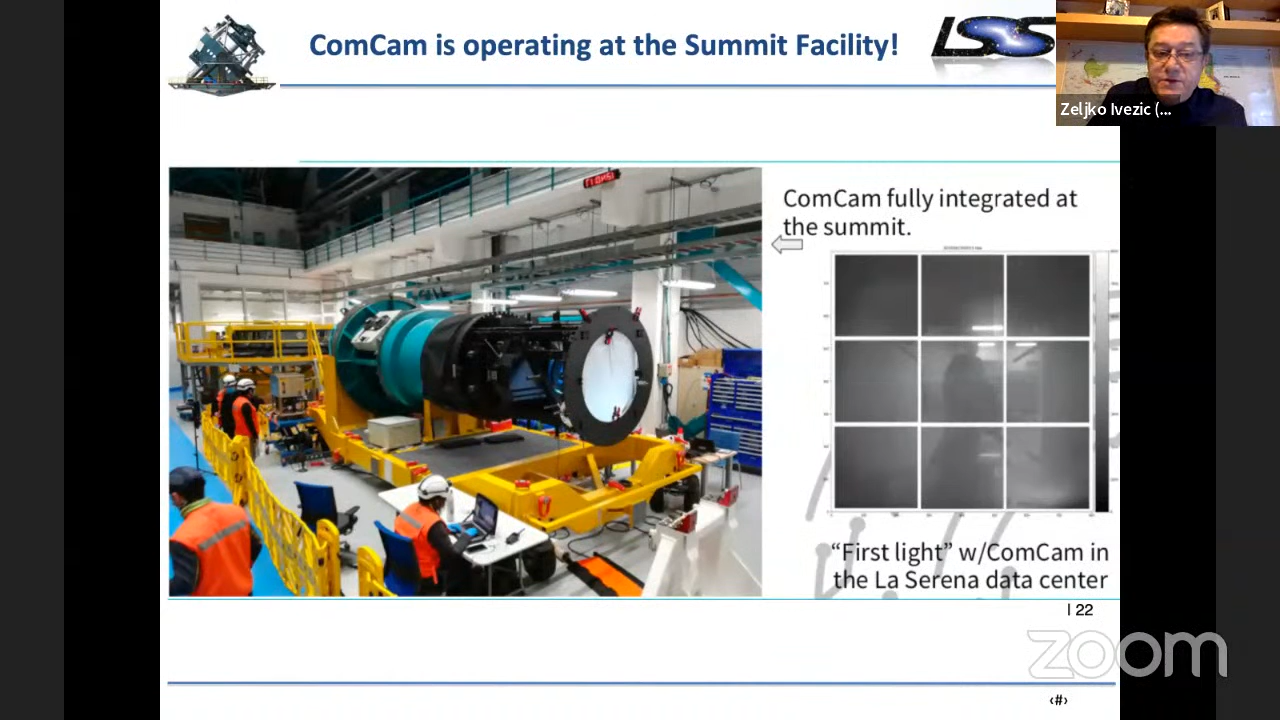 ComCam is operating at the Summit Facility!
LSS
Zeljko Ivezic (...
ComCam fully integrated at
the summit.
"First light" w/ComCam in
the La Serena data center
| 22
zoom
‹#›